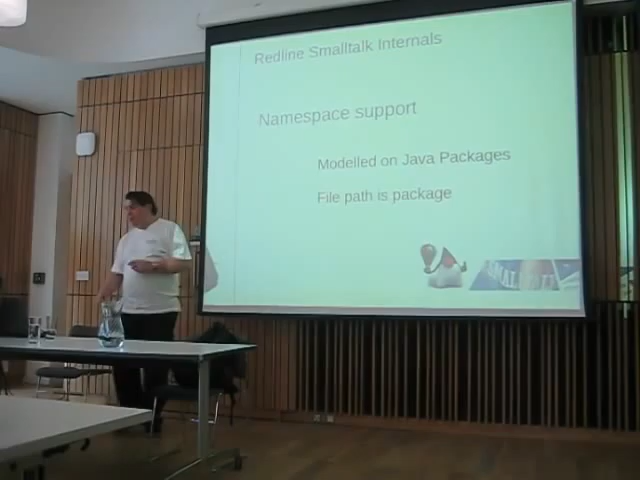 Redline Smalltalk Internals
Namespace support
Modelled on Java Packages
File path is package